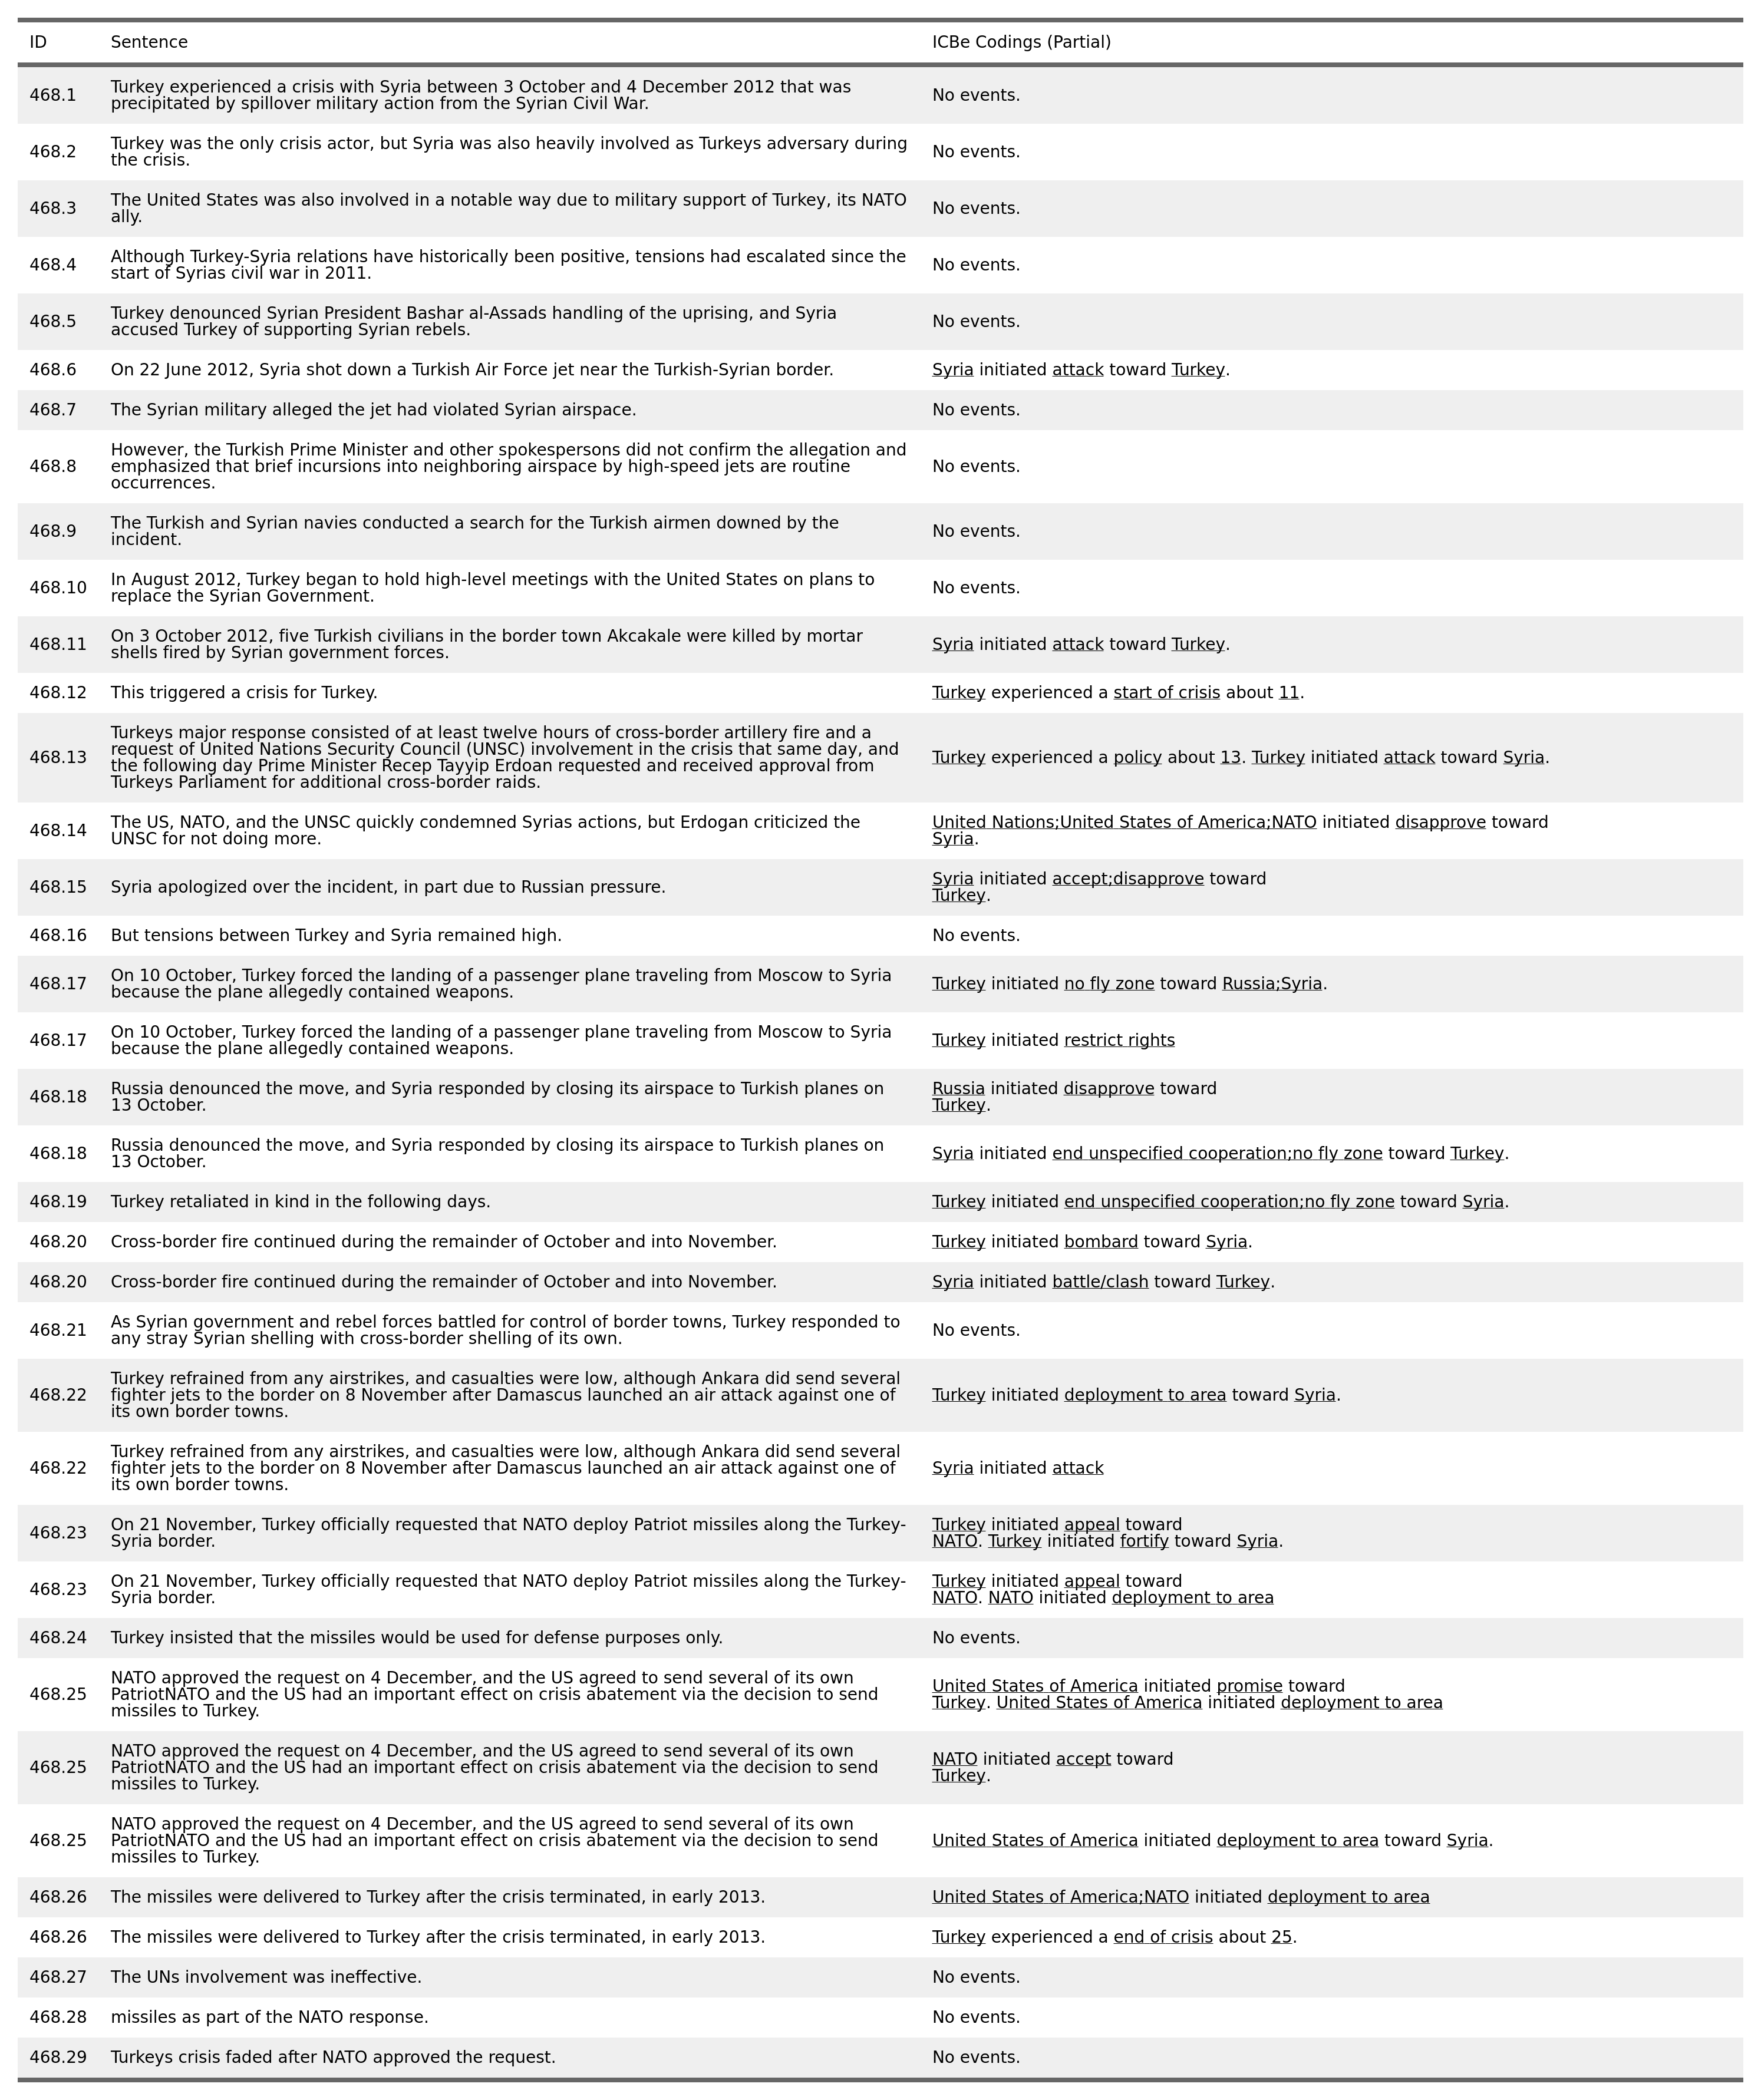 ID Sentence ICBe Codings (Partial)
468.1 Turkey experienced a crisis with Syria between 3 October and 4 December 2012 that was
precipitated by spillover military action from the Syrian Civil War. No events.
468.2 Turkey was the only crisis actor, but Syria was also heavily involved as Turkeys adversary during
the crisis. No events.
468.3 The United States was also involved in a notable way due to military support of Turkey, its NATO
ally. No events.
468.4 Although Turkey-Syria relations have historically been positive, tensions had escalated since the
start of Syrias civil war in 2011. No events.
468.5 Turkey denounced Syrian President Bashar al-Assads handling of the uprising, and Syria
accused Turkey of supporting Syrian rebels. No events.
468.6 On 22 June 2012, Syria shot down a Turkish Air Force jet near the Turkish-Syrian border. Syria initiated attack toward Turkey.
468.7 The Syrian military alleged the jet had violated Syrian airspace. No events.
468.8 However, the Turkish Prime Minister and other spokespersons did not confirm the allegation and
emphasized that brief incursions into neighboring airspace by high-speed jets are routine
occurrences. No events.
468.9 The Turkish and Syrian navies conducted a search for the Turkish airmen downed by the
incident. No events.
468.10 In August 2012, Turkey began to hold high-level meetings with the United States on plans to
replace the Syrian Government. No events.
468.11 On 3 October 2012, five Turkish civilians in the border town Akcakale were killed by mortar
shells fired by Syrian government forces. Syria initiated attack toward Turkey.
468.12 This triggered a crisis for Turkey. Turkey experienced a start of crisis about 11.
468.13 Turkeys major response consisted of at least twelve hours of cross-border artillery fire and a
request of United Nations Security Council (UNSC) involvement in the crisis that same day, and
the following day Prime Minister Recep Tayyip Erdoan requested and received approval from
Turkeys Parliament for additional cross-border raids. Turkey experienced a policy about 13. Turkey initiated attack toward Syria.
468.14 The US, NATO, and the UNSC quickly condemned Syrias actions, but Erdogan criticized the
UNSC for not doing more. United Nations;United States of America;NATO initiated disapprove toward
Syria.
468.15 Syria apologized over the incident, in part due to Russian pressure. Syria initiated accept;disapprove toward
Turkey.
468.16 But tensions between Turkey and Syria remained high. No events.
468.17 On 10 October, Turkey forced the landing of a passenger plane traveling from Moscow to Syria
because the plane allegedly contained weapons. Turkey initiated no fly zone toward Russia;Syria.
468.17 On 10 October, Turkey forced the landing of a passenger plane traveling from Moscow to Syria
because the plane allegedly contained weapons. Turkey initiated restrict rights
468.18 Russia denounced the move, and Syria responded by closing its airspace to Turkish planes on
13 October. Russia initiated disapprove toward
Turkey.
468.18 Russia denounced the move, and Syria responded by closing its airspace to Turkish planes on
13 October. Syria initiated end unspecified cooperation;no fly zone toward Turkey.
468.19 Turkey retaliated in kind in the following days. Turkey initiated end unspecified cooperation;no fly zone toward Syria.
468.20 Cross-border fire continued during the remainder of October and into November. Turkey initiated bombard toward Syria.
468.20 Cross-border fire continued during the remainder of October and into November. Syria initiated battle/clash toward Turkey.
468.21 As Syrian government and rebel forces battled for control of border towns, Turkey responded to
any stray Syrian shelling with cross-border shelling of its own. No events.
468.22 Turkey refrained from any airstrikes, and casualties were low, although Ankara did send several
fighter jets to the border on 8 November after Damascus launched an air attack against one of
its own border towns. Turkey initiated deployment to area toward Syria.
468.22 Turkey refrained from any airstrikes, and casualties were low, although Ankara did send several
fighter jets to the border on 8 November after Damascus launched an air attack against one of
its own border towns. Syria initiated attack
468.23 On 21 November, Turkey officially requested that NATO deploy Patriot missiles along the Turkey-
Syria border. Turkey initiated appeal toward
NATO. Turkey initiated fortify toward Syria.
468.23 On 21 November, Turkey officially requested that NATO deploy Patriot missiles along the Turkey-
Syria border. Turkey initiated appeal toward
NATO. NATO initiated deployment to area
468.24 Turkey insisted that the missiles would be used for defense purposes only. No events.
468.25 NATO approved the request on 4 December, and the US agreed to send several of its own
PatriotNATO and the US had an important effect on crisis abatement via the decision to send
missiles to Turkey. United States of America initiated promise toward
Turkey. United States of America initiated deployment to area
468.25 NATO approved the request on 4 December, and the US agreed to send several of its own
PatriotNATO and the US had an important effect on crisis abatement via the decision to send
missiles to Turkey. NATO initiated accept toward
Turkey.
468.25 NATO approved the request on 4 December, and the US agreed to send several of its own
PatriotNATO and the US had an important effect on crisis abatement via the decision to send
missiles to Turkey. United States of America initiated deployment to area toward Syria.
468.26 The missiles were delivered to Turkey after the crisis terminated, in early 2013. United States of America;NATO initiated deployment to area
468.26 The missiles were delivered to Turkey after the crisis terminated, in early 2013. Turkey experienced a end of crisis about 25.
468.27 The UNs involvement was ineffective. No events.
468.28 missiles as part of the NATO response. No events.
468.29 Turkeys crisis faded after NATO approved the request. No events.